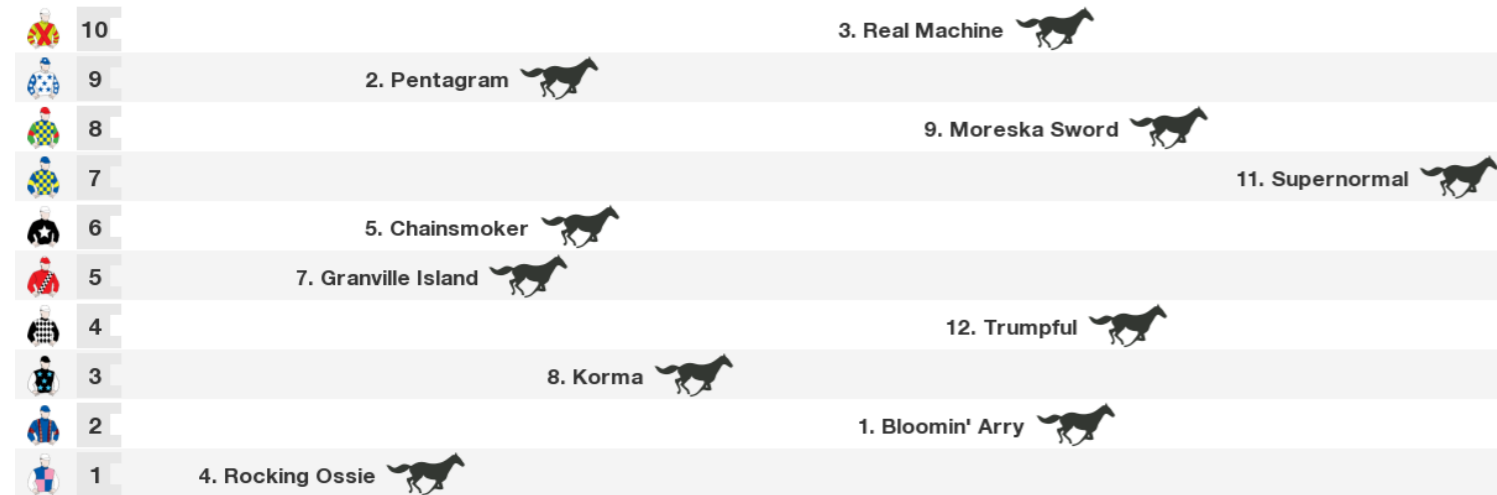 10 3. Real Machine
9 2. Pentagram
8 9. Moreska Sword
7 11. Supernormal
6 5. Chainsmoker
5 7. Granville Island
4 12. Trumpful
3 8. Korma
2 1. Bloomin' Arry
1 4. Rocking Ossie